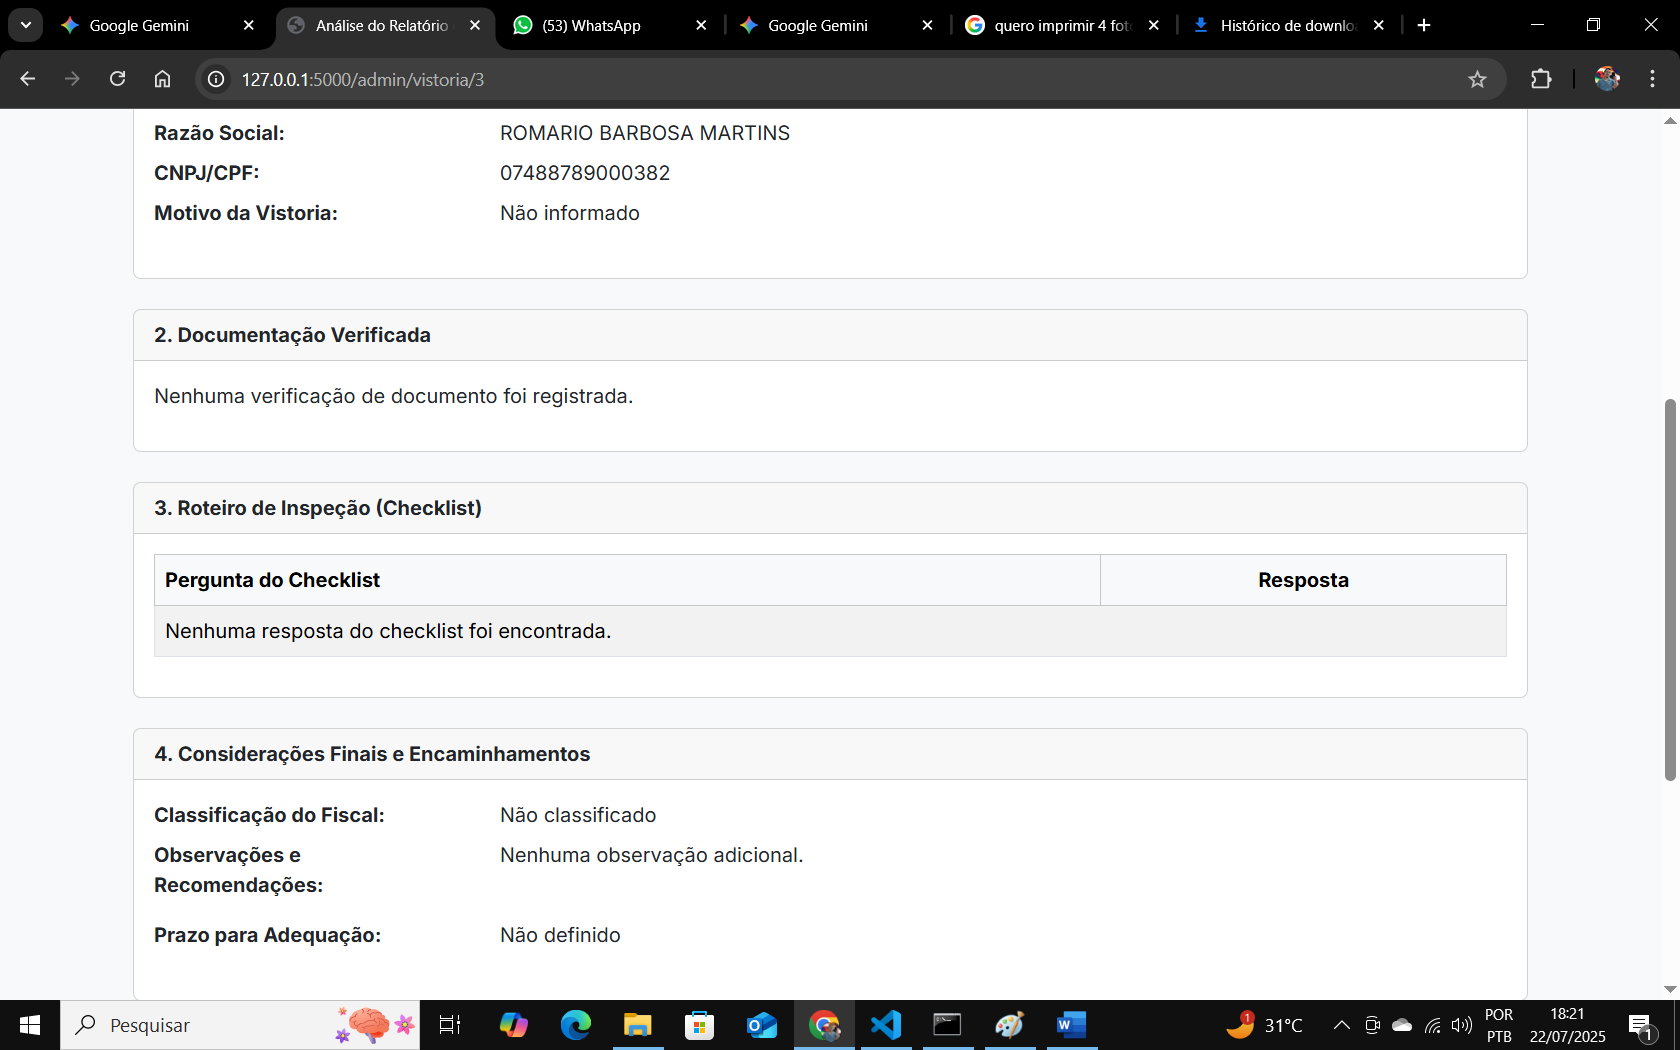 Google Gemini
Análise do Relatório
(53) WhatsApp
Google Gemini
quero imprimir 4 fot
Histórico de downlo
127.0.0.1:5000/admin/vistoria/3
Razão Social: ROMARIO BARBOSA MARTINS
CNPJ/CPF: 07488789000382
Motivo da Vistoria: Não informado
2. Documentação Verificada
Nenhuma verificação de documento foi registrada.
3. Roteiro de Inspeção (Checklist)
Pergunta do Checklist Resposta
Nenhuma resposta do checklist foi encontrada.
4. Considerações Finais e Encaminhamentos
Classificação do Fiscal: Não classificado
Observações e Nenhuma observação adicional.
Recomendações:
Prazo para Adequação: Não definido
Pesquisar
1
31°C
POR
PTB
18:21
22/07/2025
1